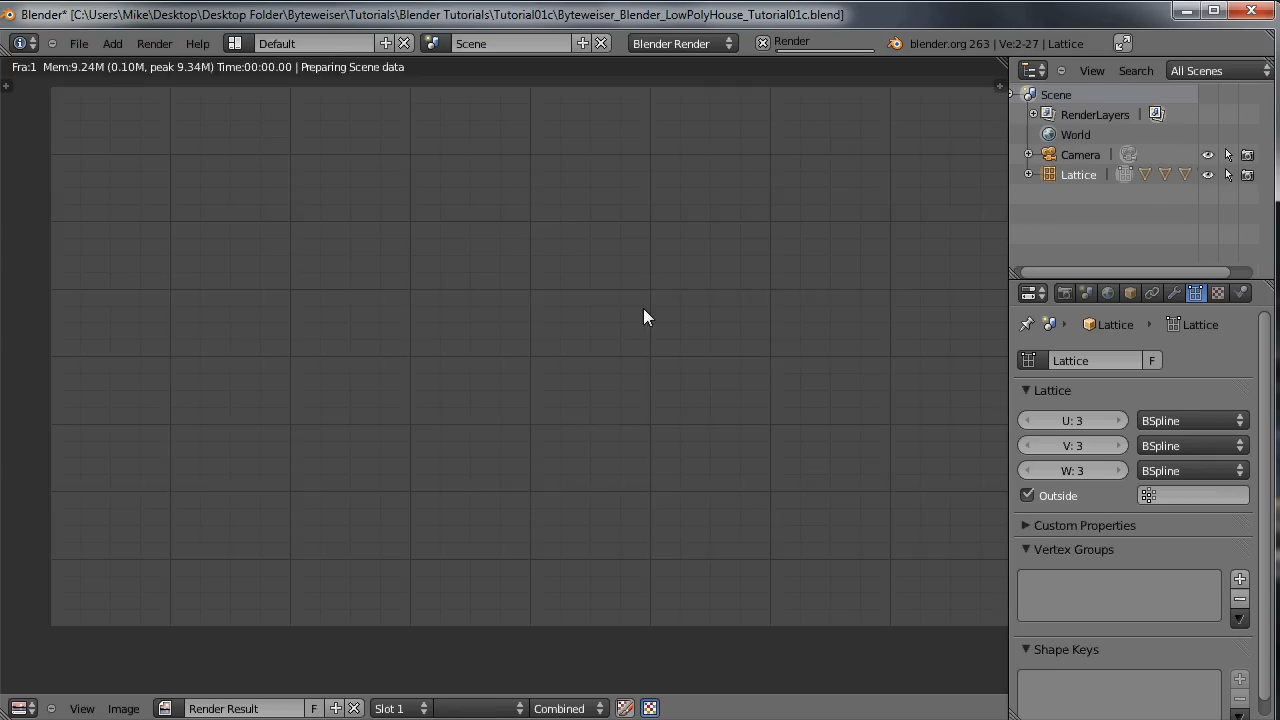 Blender* [C:\Users\Mike\Desktop\Desktop Folder\Byteweiser\Tutorials\Blender Tutorials\Tutorial01c\Byteweiser_Blender_LowPolyHouse_Tutorial01c.blend]
File Add Render Help Default Scene Blender Render Render blender.org 263 | Ve:2-27 | Lattice
Fra:1 Mem:9.24M (0.10M, peak 9.34M) Time:00:00.00 | Preparing Scene data
View Search All Scenes
Scene
RenderLayers |
World
Camera |
Lattice |
Lattice Lattice
Lattice F
Lattice
U: 3 BSpline
V: 3 BSpline
W: 3 BSpline
Outside
Custom Properties
Vertex Groups
Shape Keys
View Image Render Result F Slot 1 Combined